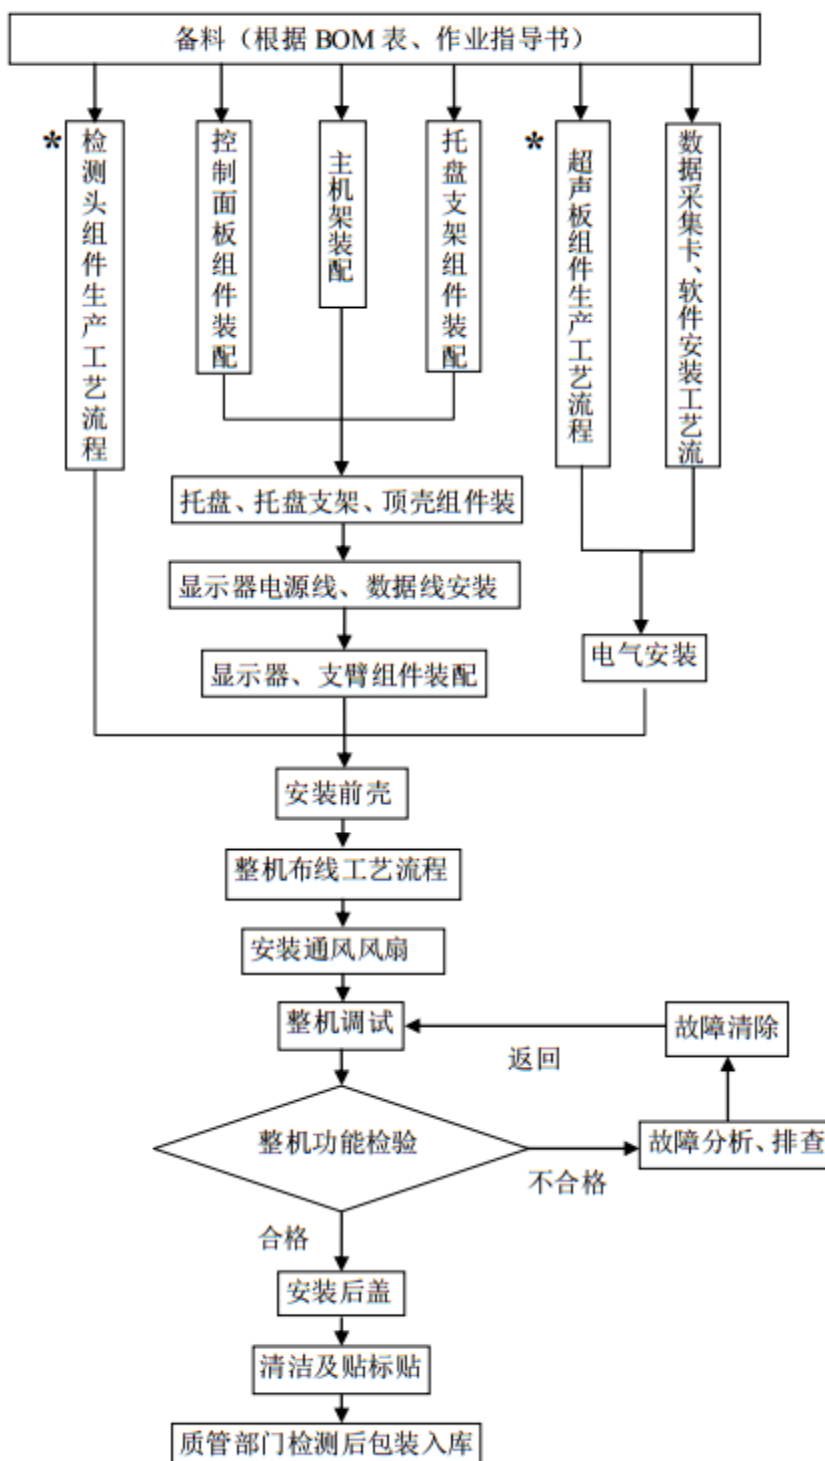 备料（根据 BOM 表、作业指导书）
*
检测头组件生产工艺流程
控制面板组件装配
主机架装配
托盘支架组件装配
*
超声板组件生产工艺流程
数据采集卡、软件安装工艺流
托盘、托盘支架、顶壳组件装
显示器电源线、数据线安装
显示器、支臂组件装配
电气安装
安装前壳
整机布线工艺流程
安装通风风扇
整机调试
故障清除
返回
整机功能检验
故障分析、排查
不合格
合格
安装后盖
清洁及贴标贴
质管部门检测后包装入库